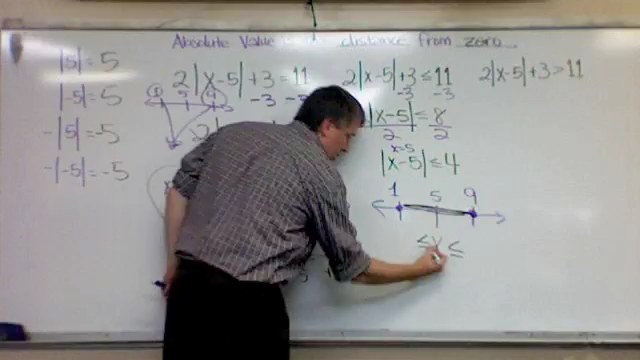 Absolute Value is distance from zero.
|5| = 5
|-5| = 5
-|5| = -5
-|-5| = -5
2|x-5|+3 = 11
-3
2|x-5|+3 ≤ 11
-3 -3
|x-5| ≤ 8
2 2
x=5
|x-5| ≤ 4
1 5 9
≤ x ≤
2|x-5|+3 > 11